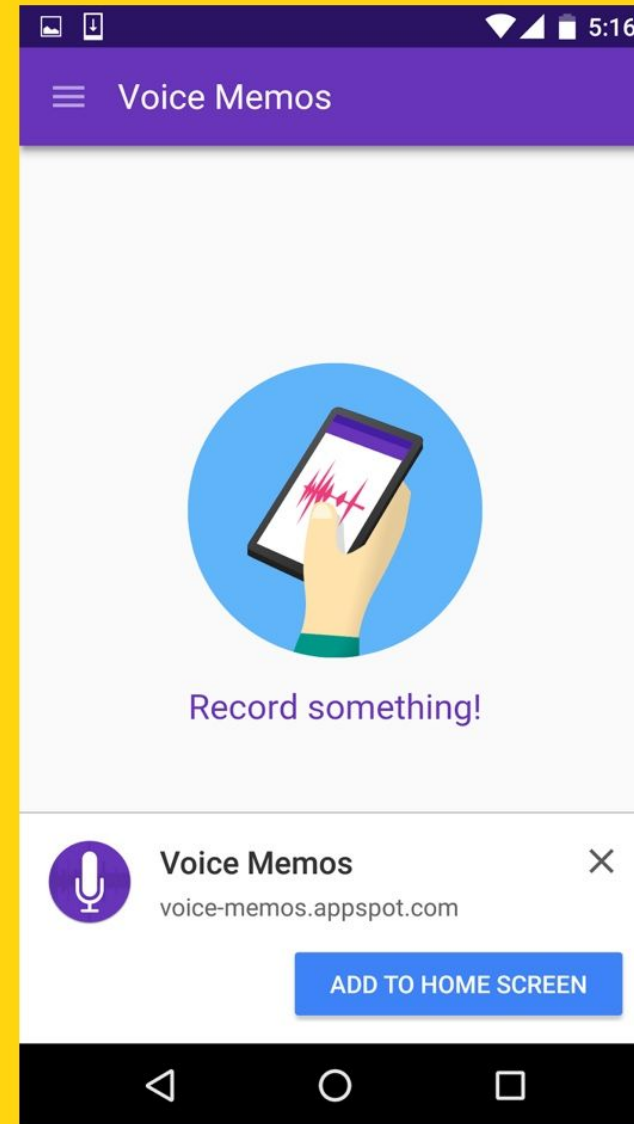 5:16
Voice Memos
Record something!
Voice Memos
voice-memos.appspot.com
ADD TO HOME SCREEN